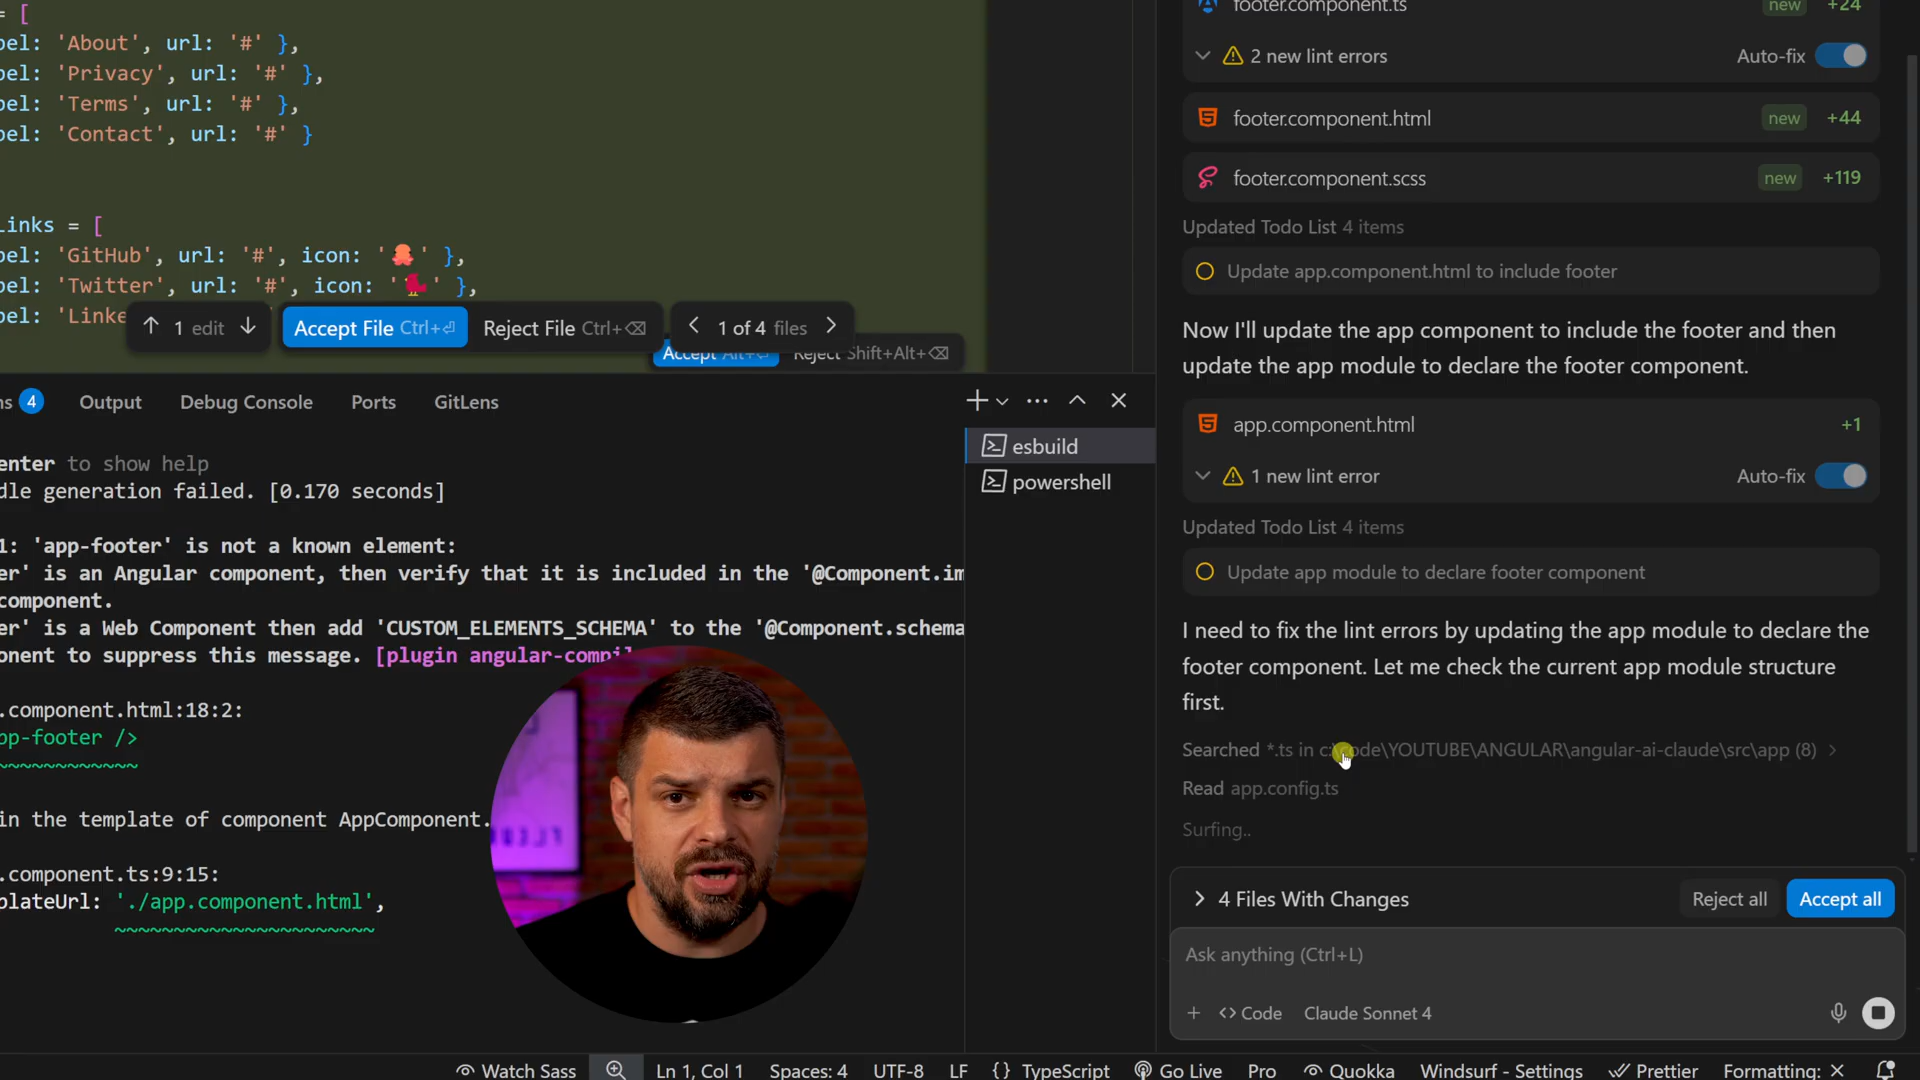 = [
bel: 'About', url: '#' },
bel: 'Privacy', url: '#' },
bel: 'Terms', url: '#' },
bel: 'Contact', url: '#' }
Links = [
bel: 'GitHub', url: '#', icon: '🐙' },
bel: 'Twitter', url: '#', icon: '🐦' },
bel: 'Linke
↑ 1 edit ↓
Accept File Ctrl+⏎
Reject File Ctrl+⌫
< 1 of 4 files >
Accept Alt+⏎
Reject Shift+Alt+⌫
ns 4
Output
Debug Console
Ports
GitLens
esbuild
powershell
enter to show help
dle generation failed. [0.170 seconds]
1: 'app-footer' is not a known element:
er' is an Angular component, then verify that it is included in the '@Component.im
component.
er' is a Web Component then add 'CUSTOM_ELEMENTS_SCHEMA' to the '@Component.schema
onent to suppress this message. [plugin angular-compil
.component.html:18:2:
pp-footer />
~~~~~~~~~~~~
in the template of component AppComponent.
.component.ts:9:15:
plateUrl: './app.component.html',
~~~~~~~~~~~~~~~~~~~~~~
footer.component.ts new +24
2 new lint errors Auto-fix
footer.component.html new +44
footer.component.scss new +119
Updated Todo List 4 items
Update app.component.html to include footer
Now I'll update the app component to include the footer and then
update the app module to declare the footer component.
app.component.html +1
1 new lint error Auto-fix
Updated Todo List 4 items
Update app module to declare footer component
I need to fix the lint errors by updating the app module to declare the
footer component. Let me check the current app module structure
first.
Searched *.ts in c:\code\YOUTUBE\ANGULAR\angular-ai-claude\src\app (8) >
Read app.config.ts
Surfing..
> 4 Files With Changes
Reject all
Accept all
Ask anything (Ctrl+L)
+ <> Code Claude Sonnet 4
Watch Sass
Ln 1, Col 1
Spaces: 4
UTF-8
LF
{} TypeScript
Go Live
Pro
Quokka
Windsurf - Settings
Prettier
Formatting: ×